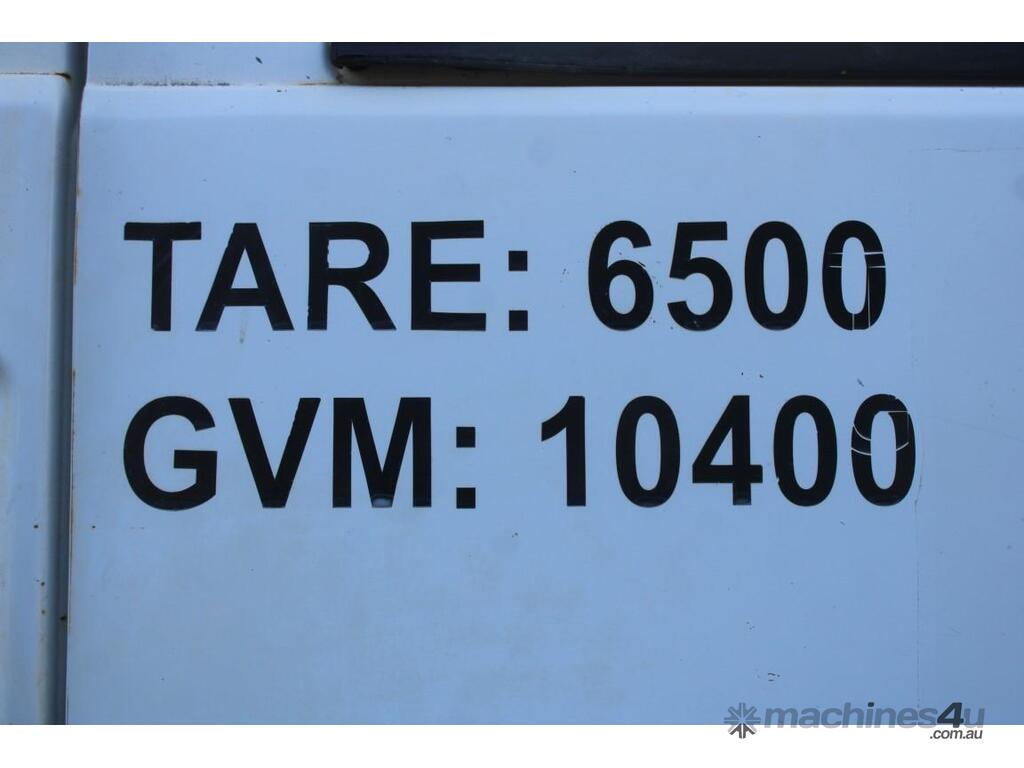 TARE: 6500
GVM: 10400
machines4u
.com.au